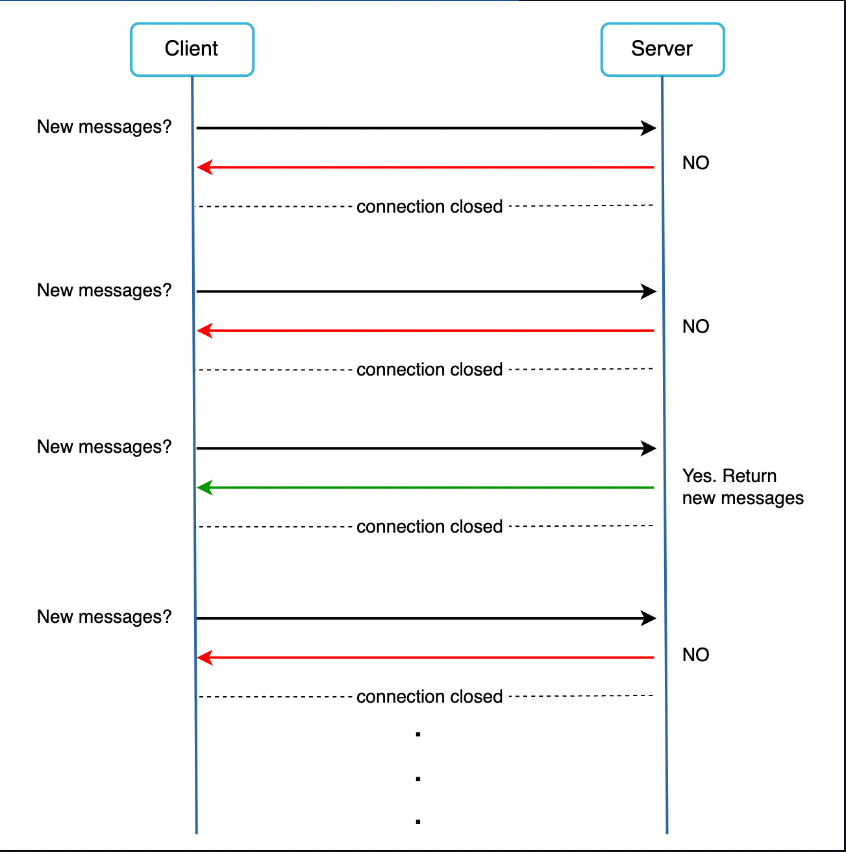 Client
Server
New messages?
NO
connection closed
New messages?
NO
connection closed
New messages?
Yes. Return
new messages
connection closed
New messages?
NO
connection closed